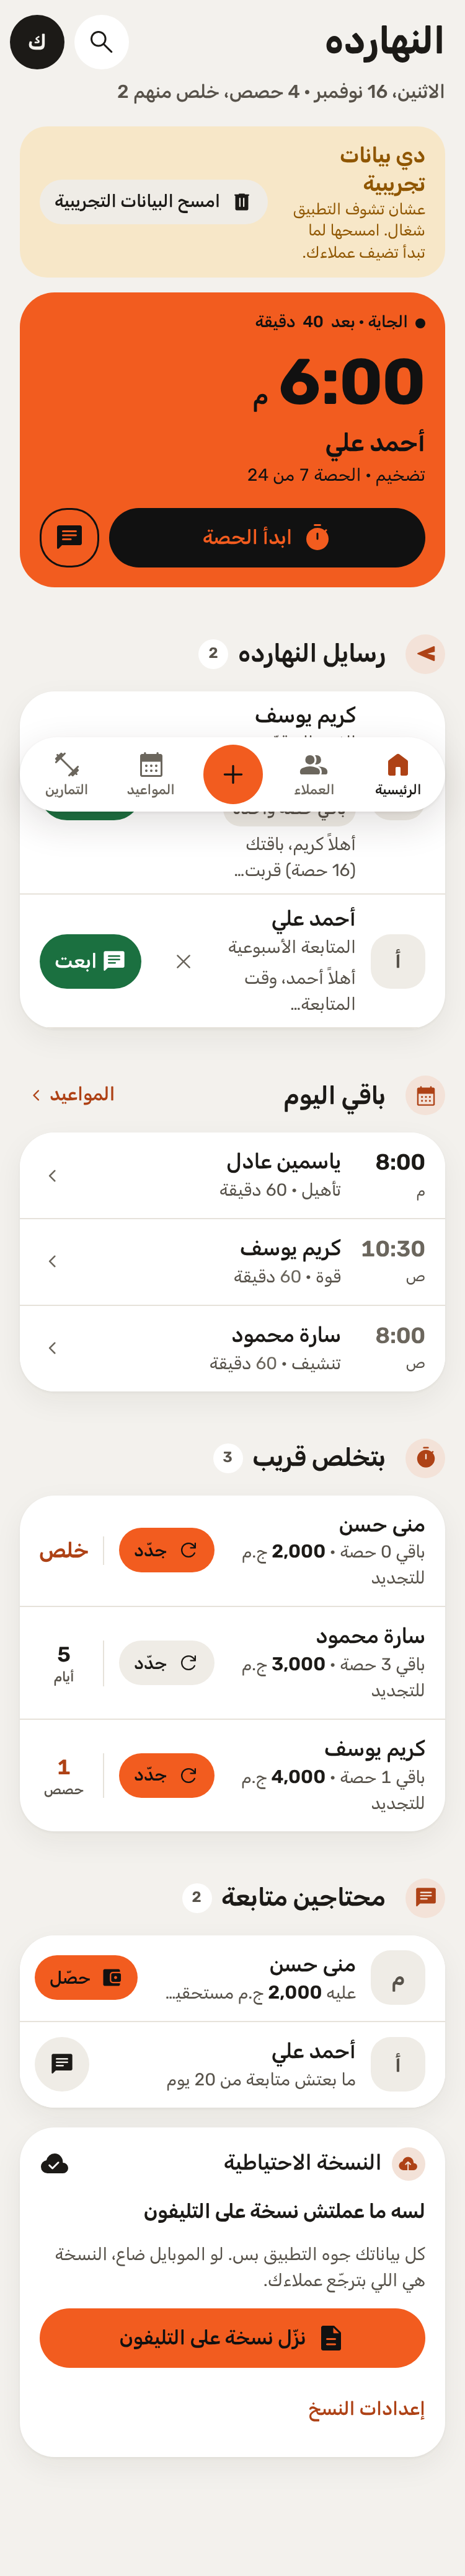 النهارده
ك
الاثنين، 16 نوفمبر • 4 حصص، خلص منهم 2
دي بيانات
تجريبية
عشان تشوف التطبيق
شغال. امسحها لما
تبدأ تضيف عملاءك.
امسح البيانات التجريبية
الجاية • بعد 40 دقيقة
6:00 م
أحمد علي
تضخيم • الحصة 7 من 24
ابدأ الحصة
رسايل النهارده 2
كريم يوسف
الرئيسية
العملاء
المواعيد
التمارين
أهلاً كريم، باقتك
(16 حصة) قربت...
أ
أحمد علي
المتابعة الأسبوعية
أهلاً أحمد، وقت
المتابعة...
ابعت
باقي اليوم
المواعيد
8:00 م
ياسمين عادل
تأهيل • 60 دقيقة
10:30 ص
كريم يوسف
قوة • 60 دقيقة
8:00 ص
سارة محمود
تنشيف • 60 دقيقة
بتخلص قريب 3
منى حسن
باقي 0 حصة • 2,000 ج.م
للتجديد
جدّد
خلص
سارة محمود
باقي 3 حصة • 3,000 ج.م
للتجديد
جدّد
5
أيام
كريم يوسف
باقي 1 حصة • 4,000 ج.م
للتجديد
جدّد
1
حصص
محتاجين متابعة 2
م
منى حسن
عليه 2,000 ج.م مستحقي...
حصّل
أ
أحمد علي
ما بعتش متابعة من 20 يوم
النسخة الاحتياطية
لسه ما عملتش نسخة على التليفون
كل بياناتك جوه التطبيق بس. لو الموبايل ضاع، النسخة
هي اللي بترجّع عملاءك.
نزّل نسخة على التليفون
إعدادات النسخ